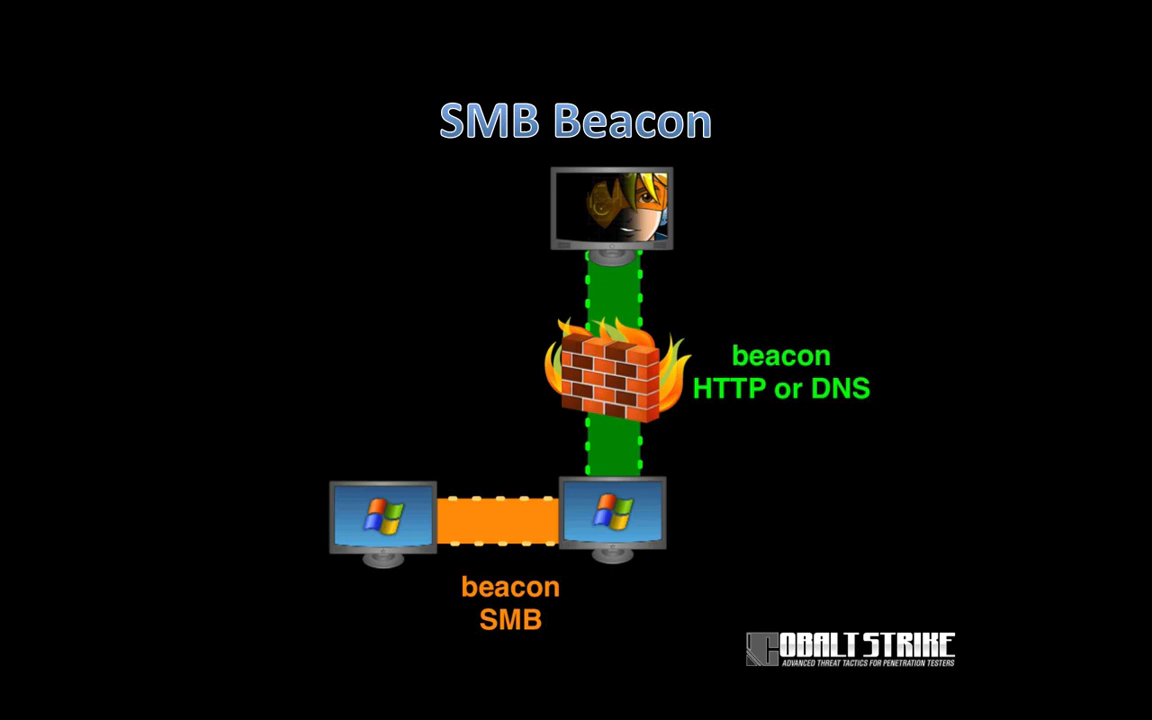 SMB Beacon
beacon
HTTP or DNS
beacon
SMB
COBALT STRIKE
ADVANCED THREAT TACTICS FOR PENETRATION TESTERS